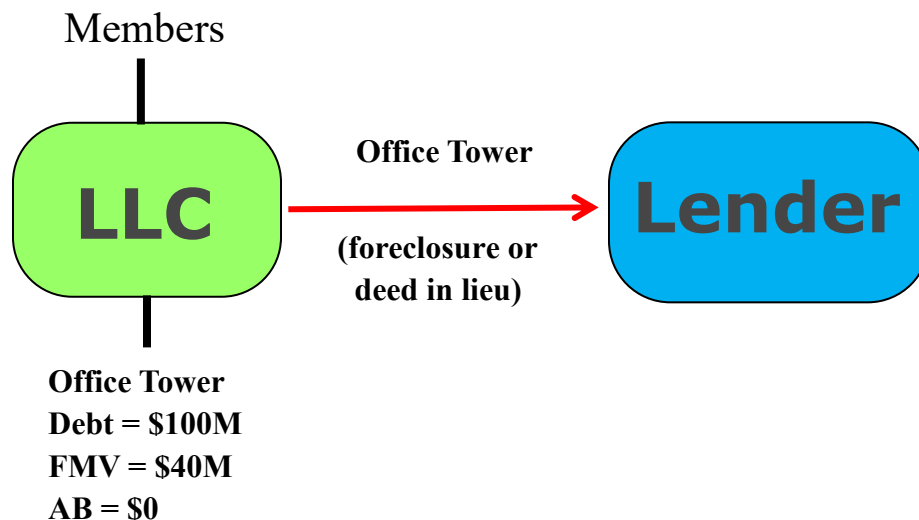 Members
LLC
Office Tower
(foreclosure or
deed in lieu)
Lender
Office Tower
Debt = $100M
FMV = $40M
AB = $0